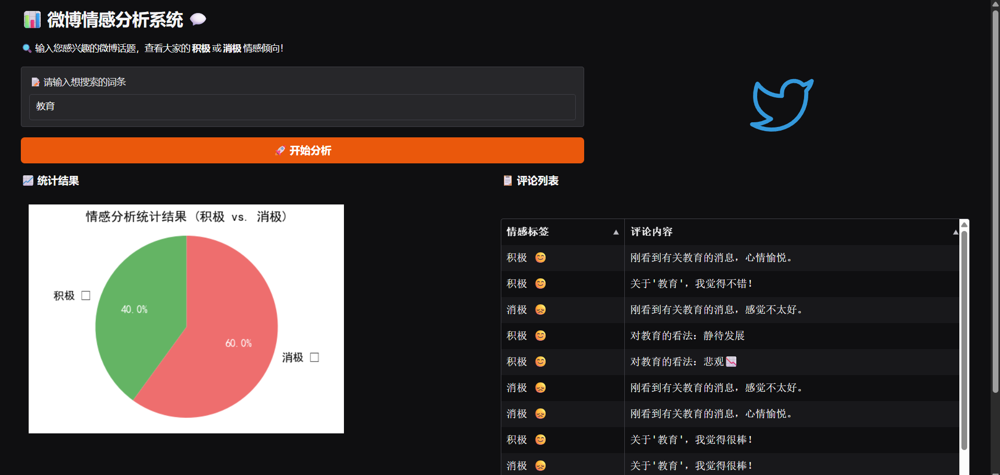 📊 微博情感分析系统 💬
🔍 输入您感兴趣的微博话题，查看大家的 积极 或 消极 情感倾向！
📝 请输入想搜索的词条
教育
🚀 开始分析
📈 统计结果
情感分析统计结果（积极 vs. 消极）
积极 □
40.0%
60.0%
消极 □
📋 评论列表
情感标签 ▲ 评论内容 ▲
积极 😊 刚看到有关教育的消息，心情愉悦。
积极 😊 关于'教育'，我觉得不错！
消极 😞 刚看到有关教育的消息，感觉不太好。
积极 😊 对教育的看法：静待发展
积极 😊 对教育的看法：悲观📉
消极 😞 刚看到有关教育的消息，感觉不太好。
消极 😞 刚看到有关教育的消息，心情愉悦。
积极 😊 关于'教育'，我觉得很棒！
消极 😞 关于'教育'，我觉得很棒！